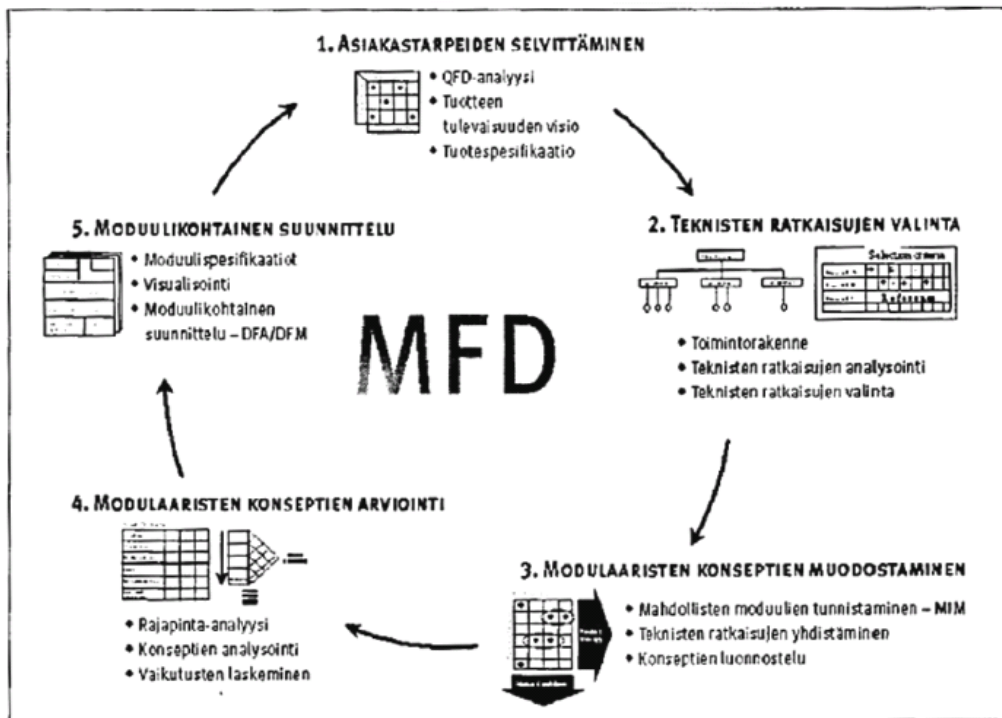 1. ASIAKASTARPEIDEN SELVITTÄMINEN
• QFD-analyysi
• Tuotteen
tulevaisuuden visio
• Tuotespesifikaatio
2. TEKNISTEN RATKAISUJEN VALINTA
Selection criteria
• Toimintorakenne
• Teknisten ratkaisujen analysointi
• Teknisten ratkaisujen valinta
3. MODULAARISTEN KONSEPTIEN MUODOSTAMINEN
• Mahdollisten moduulien tunnistaminen – MIM
• Teknisten ratkaisujen yhdistäminen
• Konseptien luonnostelu
4. MODULAARISTEN KONSEPTIEN ARVIOINTI
• Rajapinta-analyysi
• Konseptien analysointi
• Vaikutusten laskeminen
5. MODUULIKOHTAINEN SUUNNITTELU
• Moduulispesifikaatiot
• Visualisointi
• Moduulikohtainen
suunnittelu – DFA/DFM
MFD